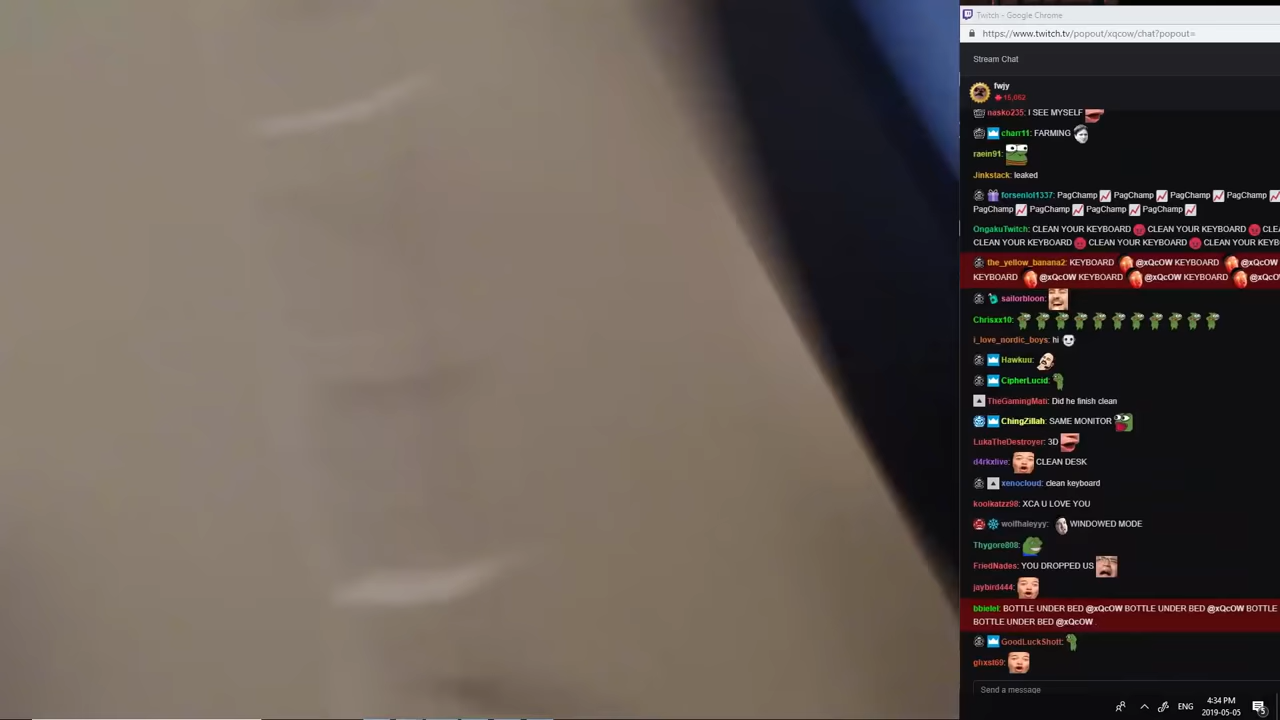 Twitch - Google Chrome
https://www.twitch.tv/popout/xqcow/chat?popout=
Stream Chat
fwjy
15,062
nasko235: I SEE MYSELF
charr11: FARMING
raein91:
Jinkstack: leaked
forsenlol1337: PagChamp PagChamp PagChamp PagChamp
PagChamp PagChamp PagChamp PagChamp
OngakuTwitch: CLEAN YOUR KEYBOARD CLEAN YOUR KEYBOARD
CLEAN YOUR KEYBOARD CLEAN YOUR KEYBOARD CLEAN YOUR
the_yellow_banana2: KEYBOARD @xQcOW KEYBOARD @xQcOW
KEYBOARD @xQcOW KEYBOARD @xQcOW KEYBOARD @xQcOW
sailorbloon:
Chrisxx10:
i_love_nordic_boys: hi
Hawkuu:
CipherLucid:
TheGamingMati: Did he finish clean
ChingZillah: SAME MONITOR
LukaTheDestroyer: 3D
d4rkxlive: CLEAN DESK
xenocloud: clean keyboard
koolkatzz98: XCA U LOVE YOU
wolfhaleyyy: WINDOWED MODE
Thygore808:
FriedNades: YOU DROPPED US
jaybird444:
bbielel: BOTTLE UNDER BED @xQcOW BOTTLE UNDER BED @xQcOW BOTTLE
BOTTLE UNDER BED @xQcOW .
GoodLuckShott:
ghxst69:
Send a message
ENG
4:34 PM
2019-05-05
5